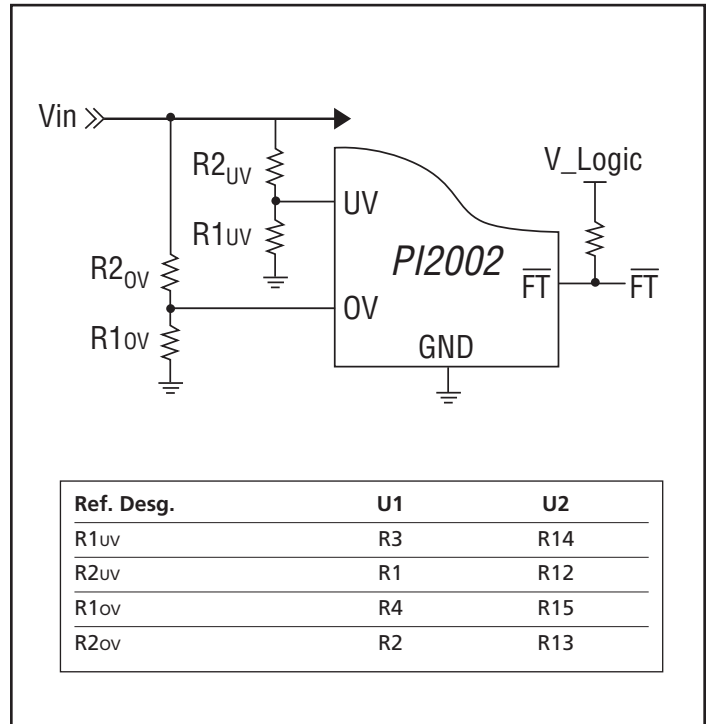 Vin
V_Logic
R2UV
UV
R1UV
PI2002
FT FT
R2OV
OV
R1OV
GND
Ref. Desg. U1 U2
R1UV R3 R14
R2UV R1 R12
R1OV R4 R15
R2OV R2 R13